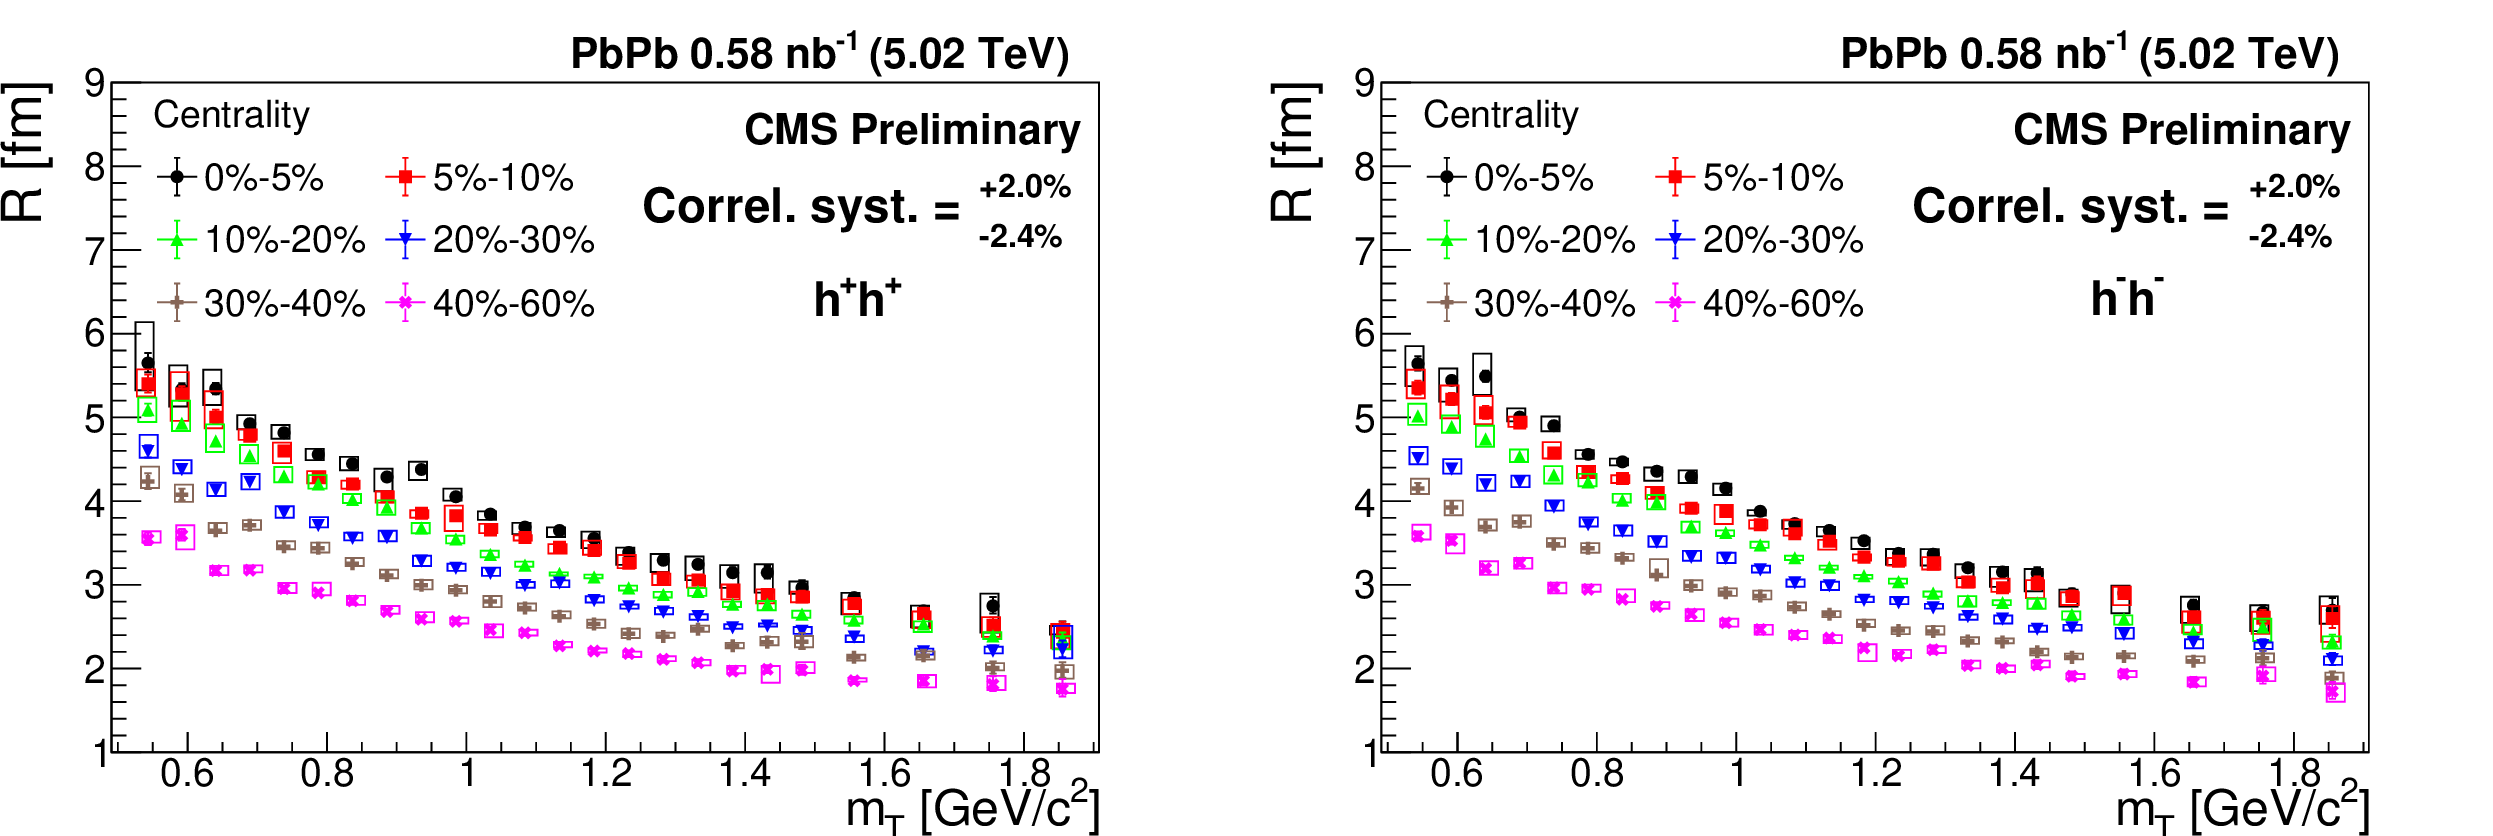 PbPb 0.58 nb⁻¹ (5.02 TeV)
R [fm]
9
8
7
6
5
4
3
2
1
Centrality
0%-5%
5%-10%
10%-20%
20%-30%
30%-40%
40%-60%
CMS Preliminary
Correl. syst. = +2.0% -2.4%
h⁺h⁺
0.6 0.8 1 1.2 1.4 1.6 1.8
m_T [GeV/c²]
PbPb 0.58 nb⁻¹ (5.02 TeV)
R [fm]
9
8
7
6
5
4
3
2
1
Centrality
0%-5%
5%-10%
10%-20%
20%-30%
30%-40%
40%-60%
CMS Preliminary
Correl. syst. = +2.0% -2.4%
h⁻h⁻
0.6 0.8 1 1.2 1.4 1.6 1.8
m_T [GeV/c²]